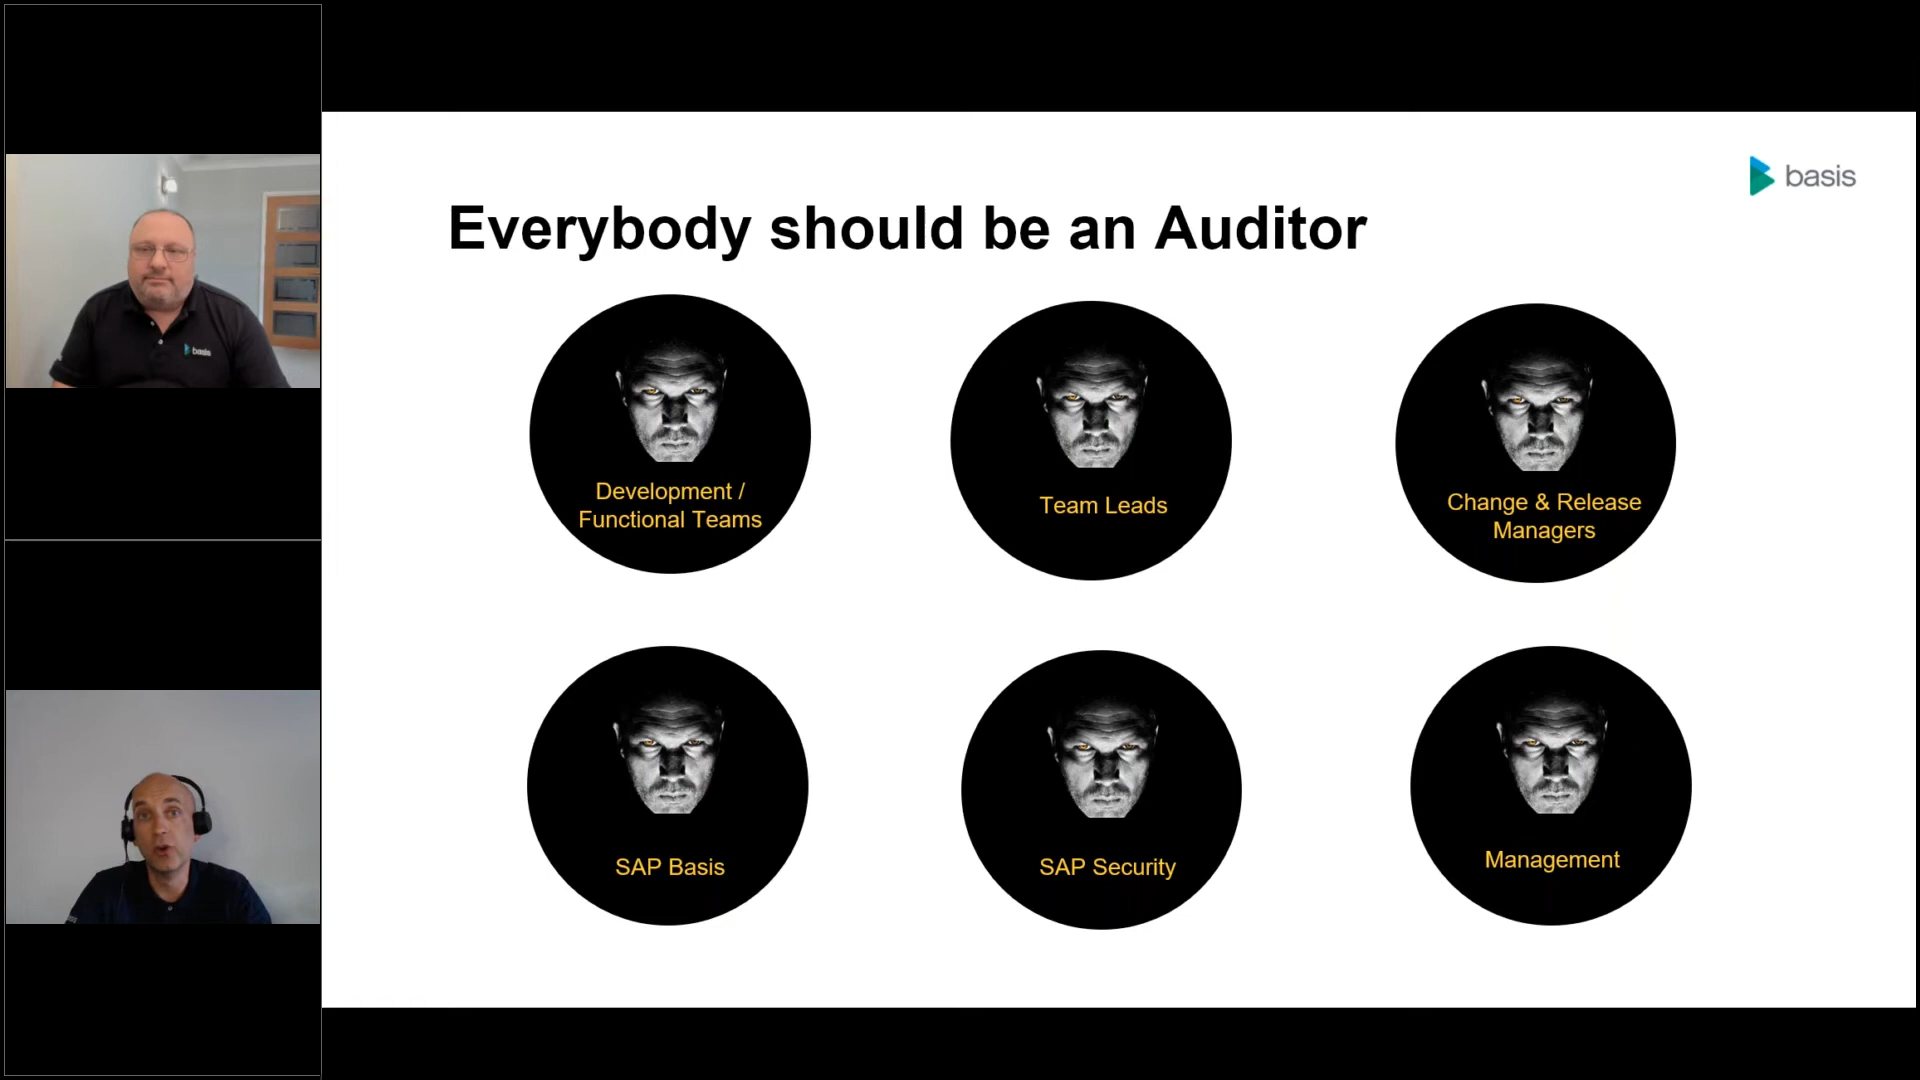 basis
Everybody should be an Auditor
Development /
Functional Teams
Team Leads
Change & Release
Managers
SAP Basis
SAP Security
Management
basis